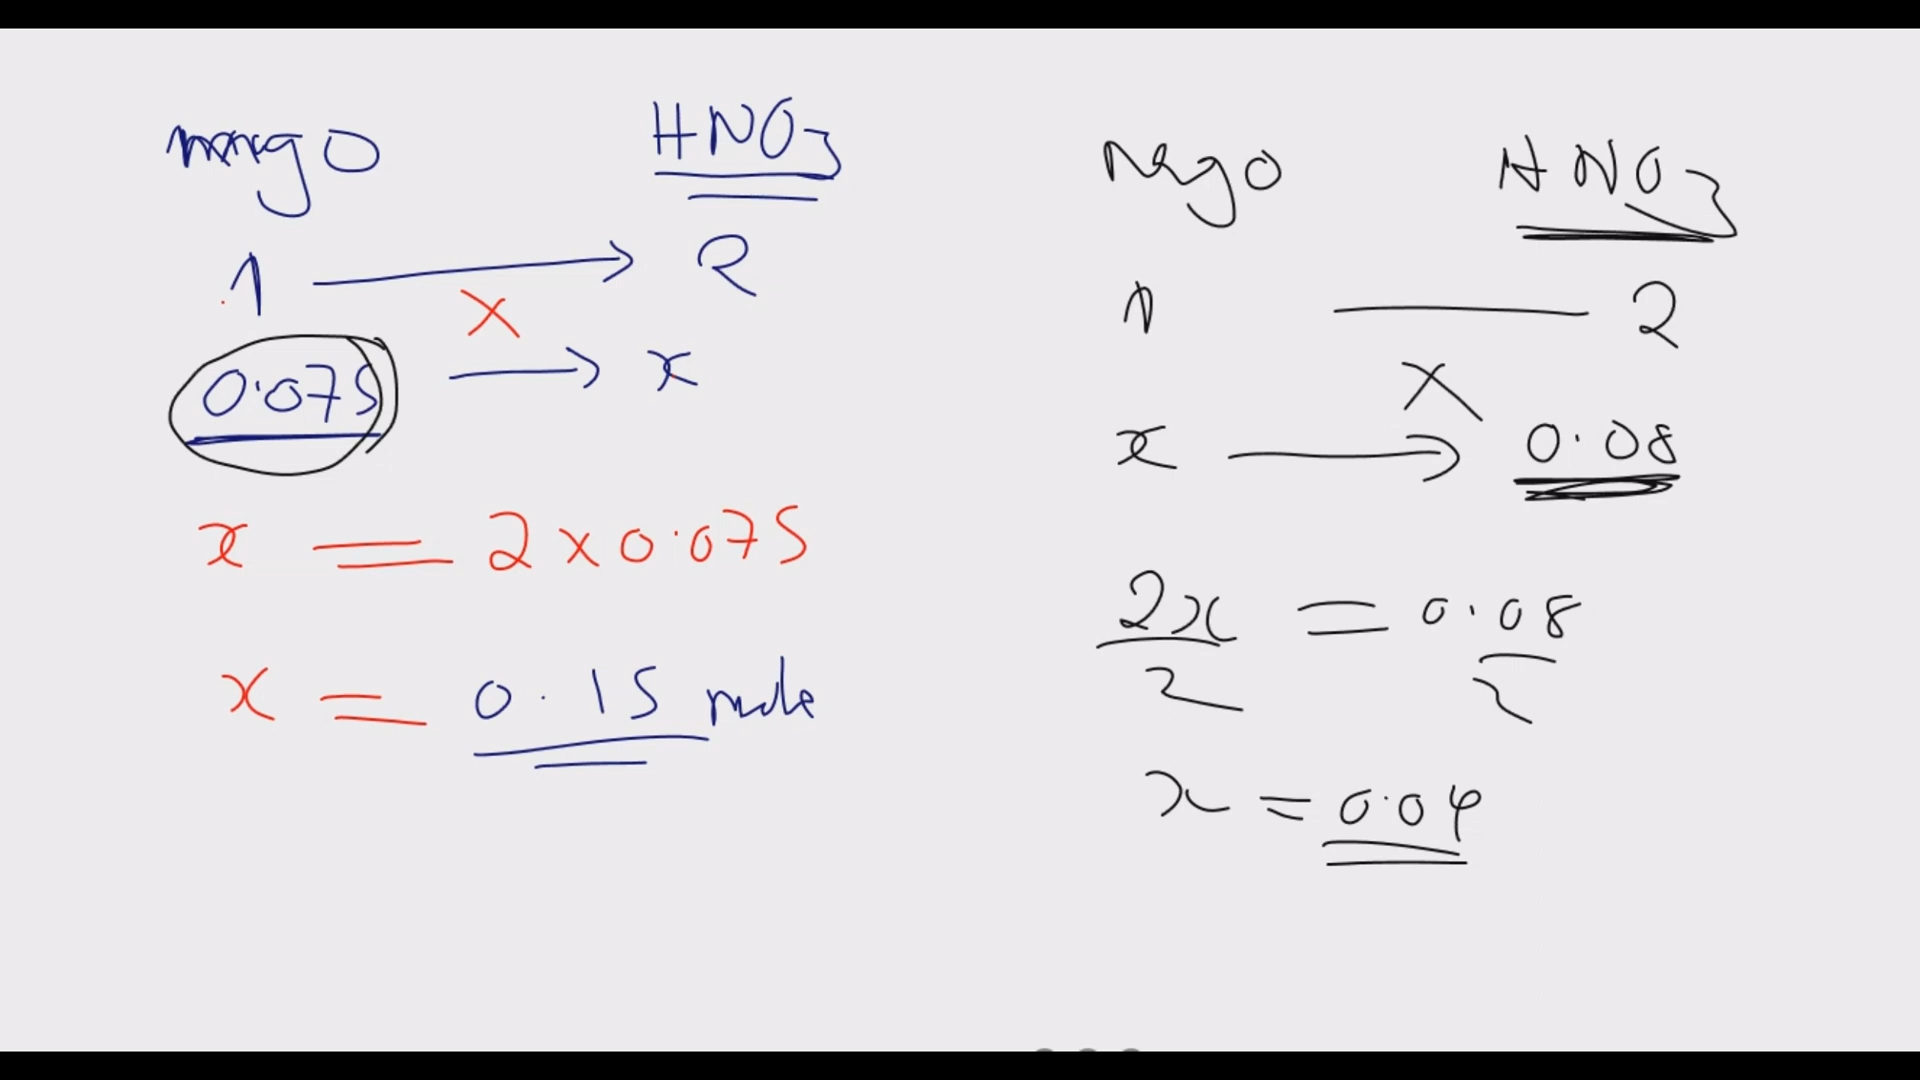 mgo HNO3
1 → 2
X
0.075 → x
x = 2 x 0.075
x = 0.15 mole
mgo HNO3
1 — 2
X
x → 0.08
2x = 0.08
2 2
x = 0.04